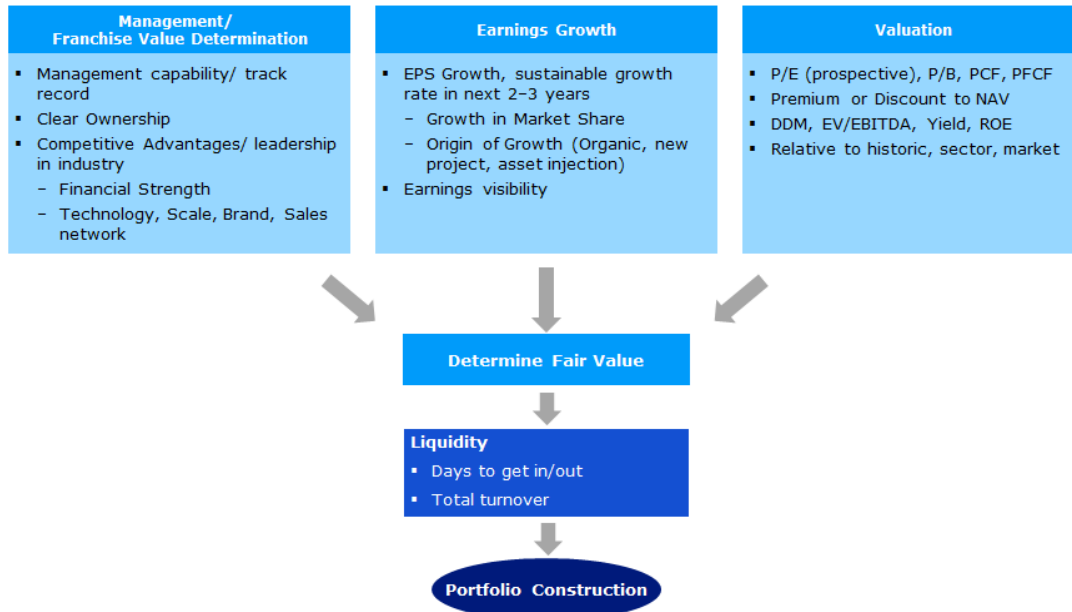 Management/
Franchise Value Determination
▪ Management capability/ track
record
▪ Clear Ownership
▪ Competitive Advantages/ leadership
in industry
– Financial Strength
– Technology, Scale, Brand, Sales
network
Earnings Growth
▪ EPS Growth, sustainable growth
rate in next 2–3 years
– Growth in Market Share
– Origin of Growth (Organic, new
project, asset injection)
▪ Earnings visibility
Valuation
▪ P/E (prospective), P/B, PCF, PFCF
▪ Premium or Discount to NAV
▪ DDM, EV/EBITDA, Yield, ROE
▪ Relative to historic, sector, market
Determine Fair Value
Liquidity
▪ Days to get in/out
▪ Total turnover
Portfolio Construction